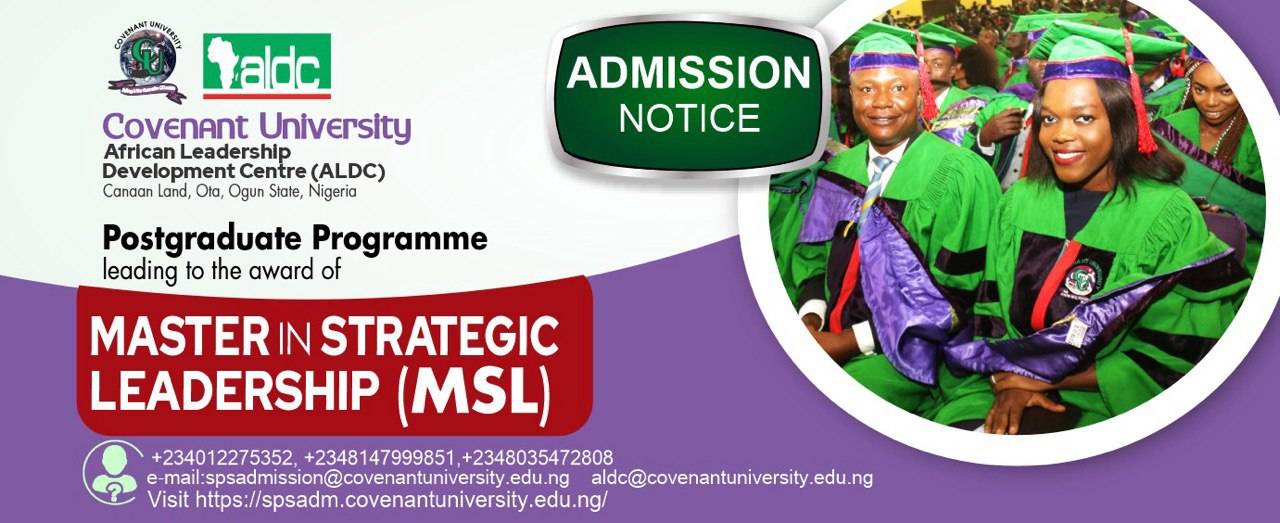 COVENANT UNIVERSITY
CU
aldc
Covenant University
African Leadership
Development Centre (ALDC)
Canaan Land, Ota, Ogun State, Nigeria
ADMISSION
NOTICE
Postgraduate Programme
leading to the award of
MASTER IN STRATEGIC
LEADERSHIP (MSL)
+234012275352, +2348147999851,+2348035472808
e-mail:spsadmission@covenantuniversity.edu.ng aldc@covenantuniversity.edu.ng
Visit https://spsadm.covenantuniversity.edu.ng/